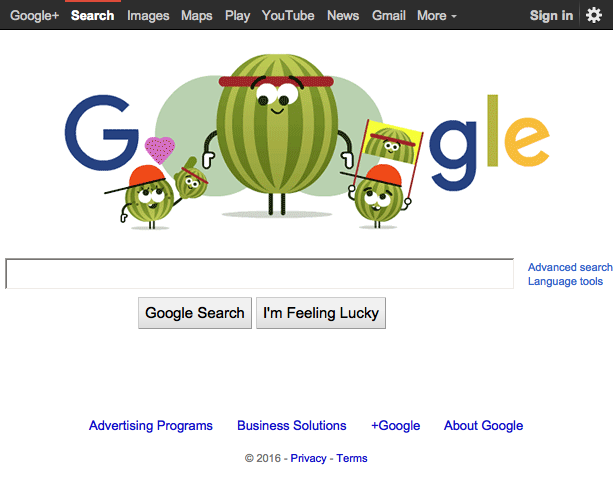 Google+ Search Images Maps Play YouTube News Gmail More Sign in
G gle
Advanced search
Language tools
Google Search I'm Feeling Lucky
Advertising Programs Business Solutions +Google About Google
© 2016 - Privacy - Terms